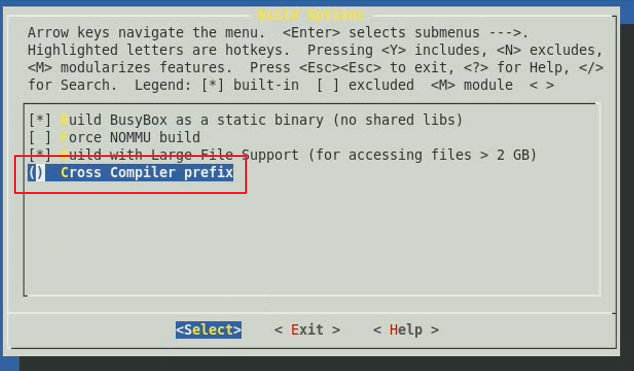 Build Options
Arrow keys navigate the menu.  <Enter> selects submenus --->.
Highlighted letters are hotkeys.  Pressing <Y> includes, <N> excludes,
<M> modularizes features.  Press <Esc><Esc> to exit, <?> for Help, </>
for Search.  Legend: [*] built-in  [ ] excluded  <M> module  < >
[*] Build BusyBox as a static binary (no shared libs)
[ ] Force NOMMU build
[*] Build with Large File Support (for accessing files > 2 GB)
()  Cross Compiler prefix
<Select>    < Exit >    < Help >